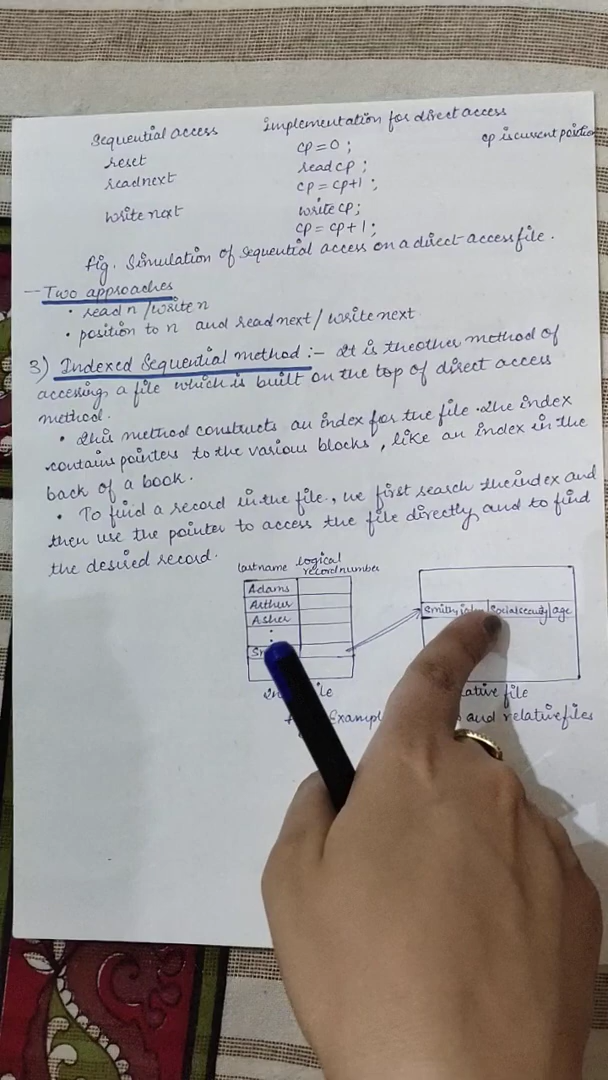 Sequential access implementation for direct access
reset cp = 0 ; cp is current position
readnext read cp ;
cp = cp+1 ;
write next write cp ;
cp = cp + 1 ;
fig. Simulation of sequential access on a direct access file.
— Two approaches
• read n / write n
• position to n and read next / write next
3) Indexed Sequential method :- It is the other method of
accessing a file which is built on the top of direct access
method.
• This method constructs an index for the file. The index
contains pointers to the various blocks, like an index in the
back of a book.
• To find a record in the file, we first search the index and
then use the pointer to access the file directly and to find
the desired record.
last name logical
record number
Adams
Arthur
Asher
smith, social security age
file
and relative files